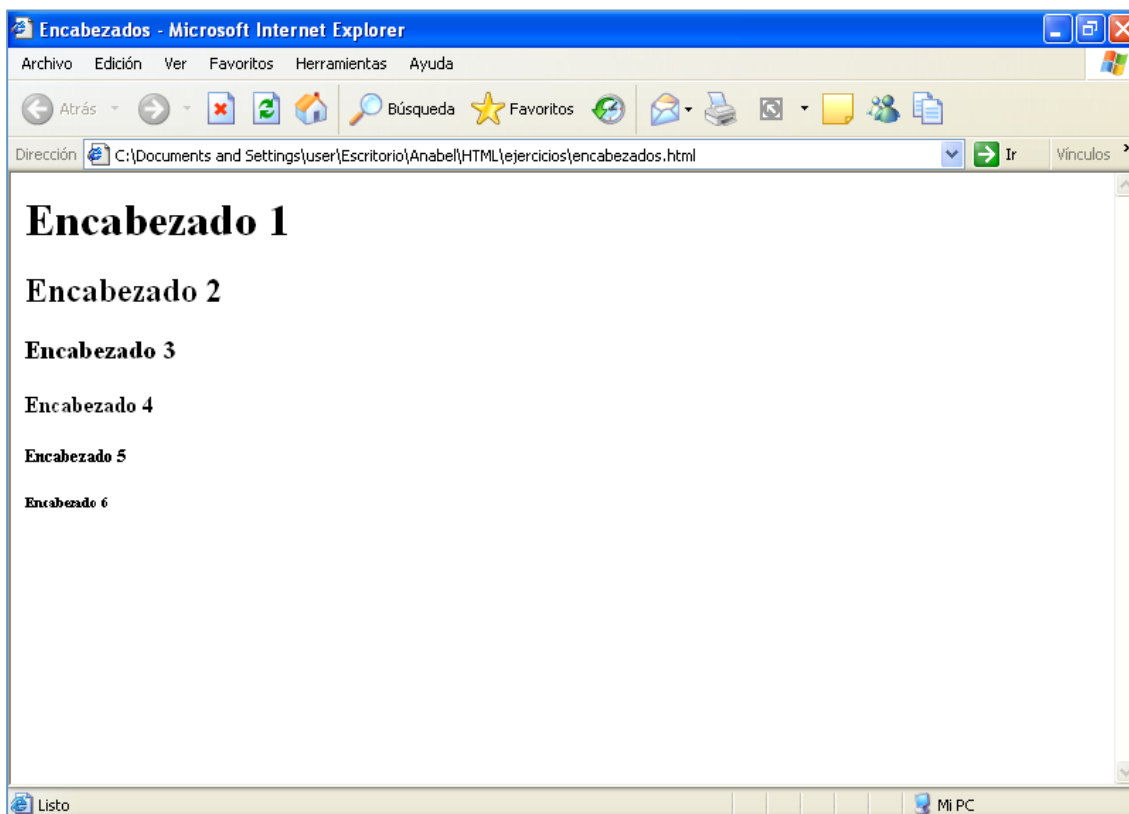 Encabezados - Microsoft Internet Explorer
Archivo Edición Ver Favoritos Herramientas Ayuda
Atrás Búsqueda Favoritos
Dirección C:\Documents and Settings\user\Escritorio\Anabel\HTML\ejercicios\encabezados.html Ir Vínculos
Encabezado 1
Encabezado 2
Encabezado 3
Encabezado 4
Encabezado 5
Encabezado 6
Listo Mi PC